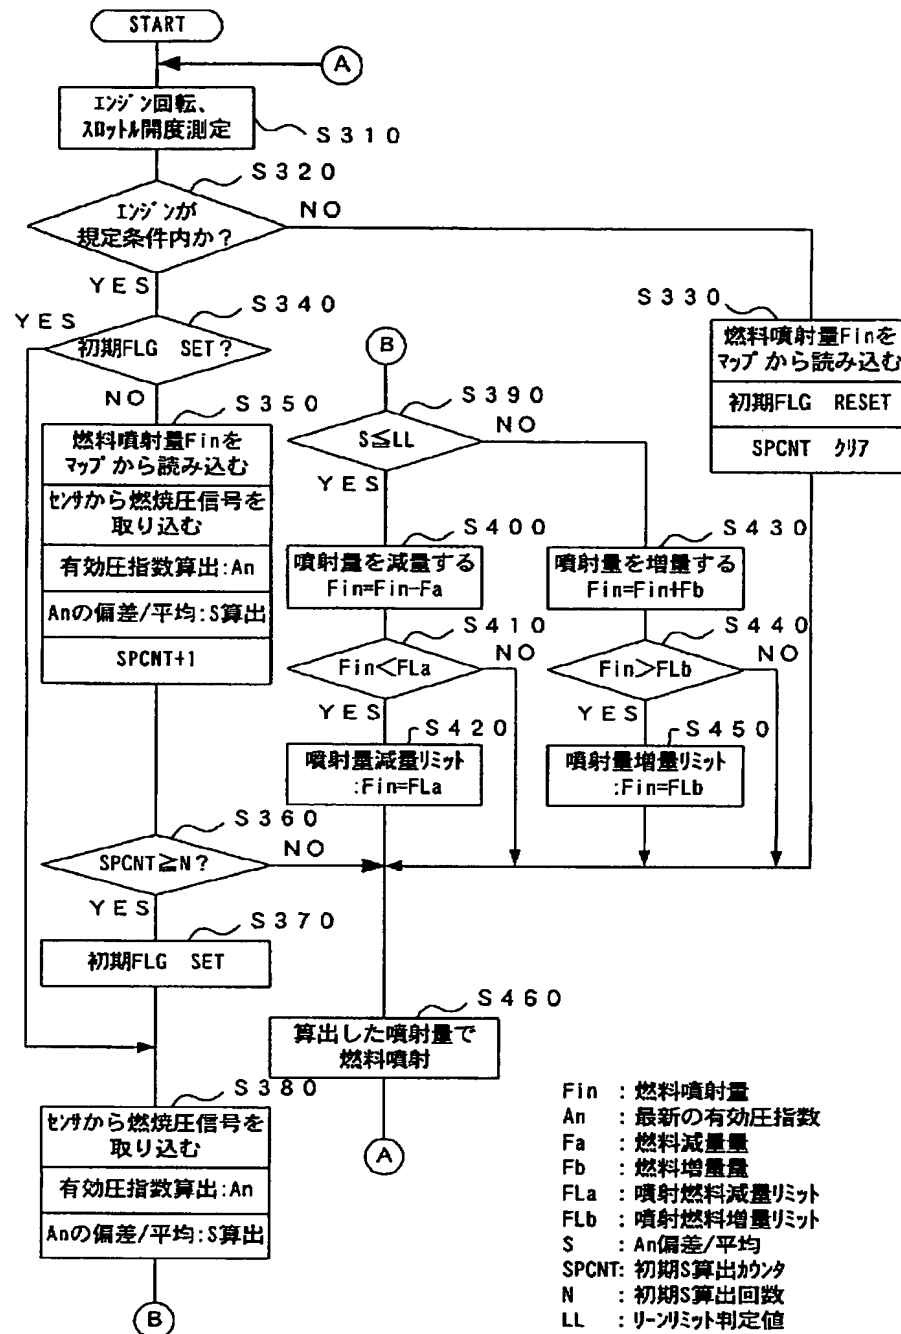 START
A
エンジン回転、
スロットル開度測定
S310
S320
エンジンが
規定条件内か?
NO
YES
S340
YES
初期FLG SET?
NO
S330
燃料噴射量Finを
マップから読み込む
初期FLG RESET
SPCNT クリア
S350
燃料噴射量Finを
マップから読み込む
センサから燃焼圧信号を
取り込む
有効圧指数算出:An
Anの偏差/平均:S算出
SPCNT+1
S360
SPCNT≧N?
NO
YES
S370
初期FLG SET
S380
センサから燃焼圧信号を
取り込む
有効圧指数算出:An
Anの偏差/平均:S算出
B
B
S390
S≦LL
NO
YES
S400
噴射量を減量する
Fin=Fin-Fa
S410
Fin<FLa
NO
YES
S420
噴射量減量リミット
:Fin=FLa
S430
噴射量を増量する
Fin=Fin+Fb
S440
Fin>FLb
NO
YES
S450
噴射量増量リミット
:Fin=FLb
S460
算出した噴射量で
燃料噴射
A
Fin : 燃料噴射量
An : 最新の有効圧指数
Fa : 燃料減量量
Fb : 燃料増量量
FLa : 噴射燃料減量リミット
FLb : 噴射燃料増量リミット
S : An偏差/平均
SPCNT: 初期S算出カウンタ
N : 初期S算出回数
LL : リーンリミット判定値